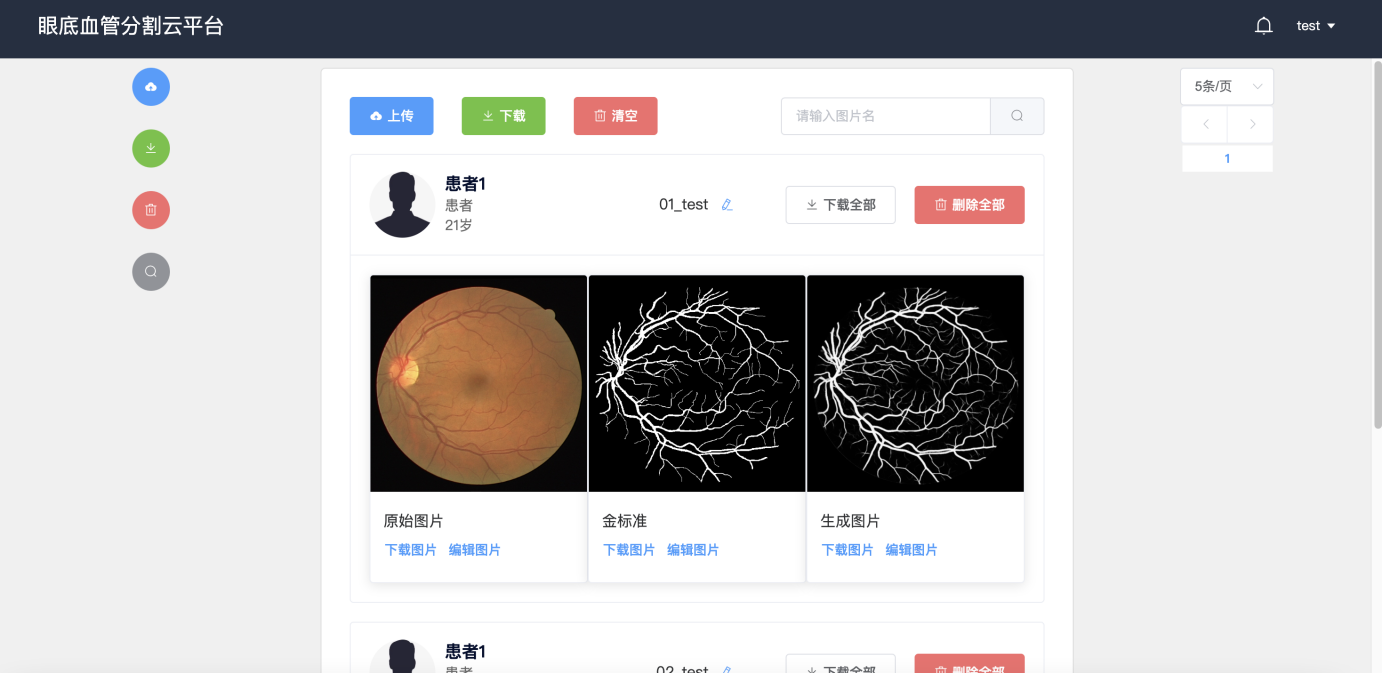 眼底血管分割云平台
test
上传
下载
清空
请输入图片名
5条/页
1
患者1
患者
21岁
01_test
下载全部
删除全部
原始图片
下载图片 编辑图片
金标准
下载图片 编辑图片
生成图片
下载图片 编辑图片
患者1
患者
02_test
下载全部
删除全部